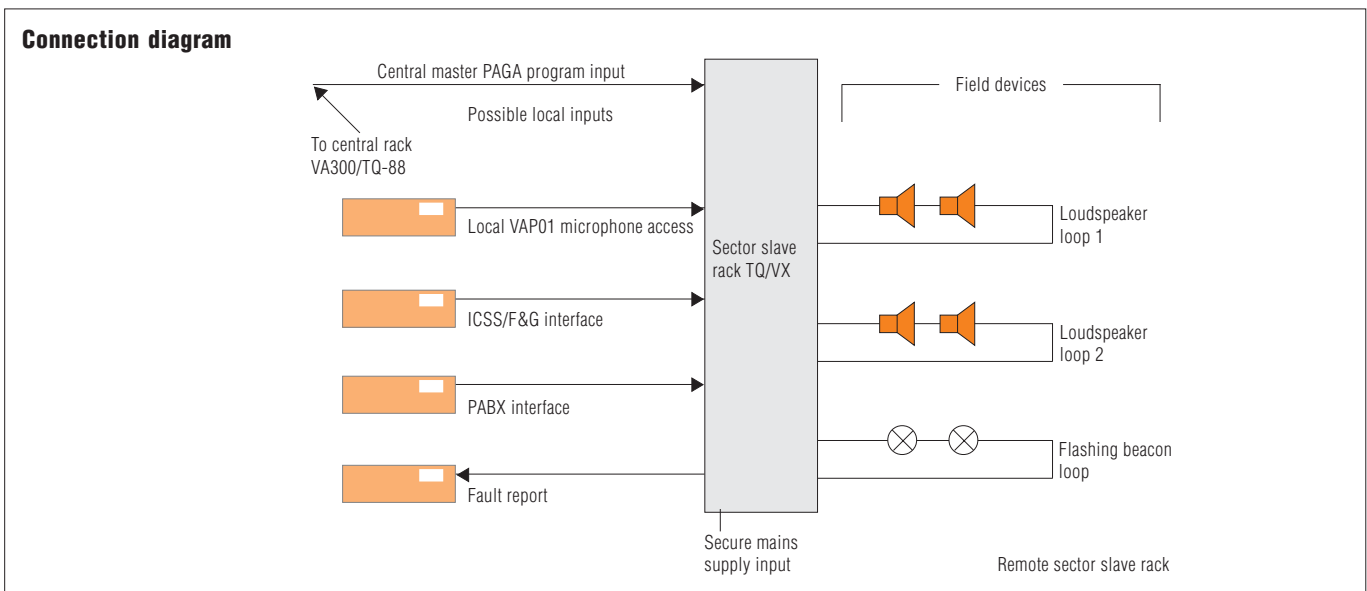 Connection diagram
Central master PAGA program input
Field devices
Possible local inputs
To central rack
VA300/TQ-88
Local VAP01 microphone access
Sector slave
rack TQ/VX
Loudspeaker
loop 1
ICSS/F&G interface
Loudspeaker
loop 2
PABX interface
Flashing beacon
loop
Fault report
Secure mains
supply input
Remote sector slave rack